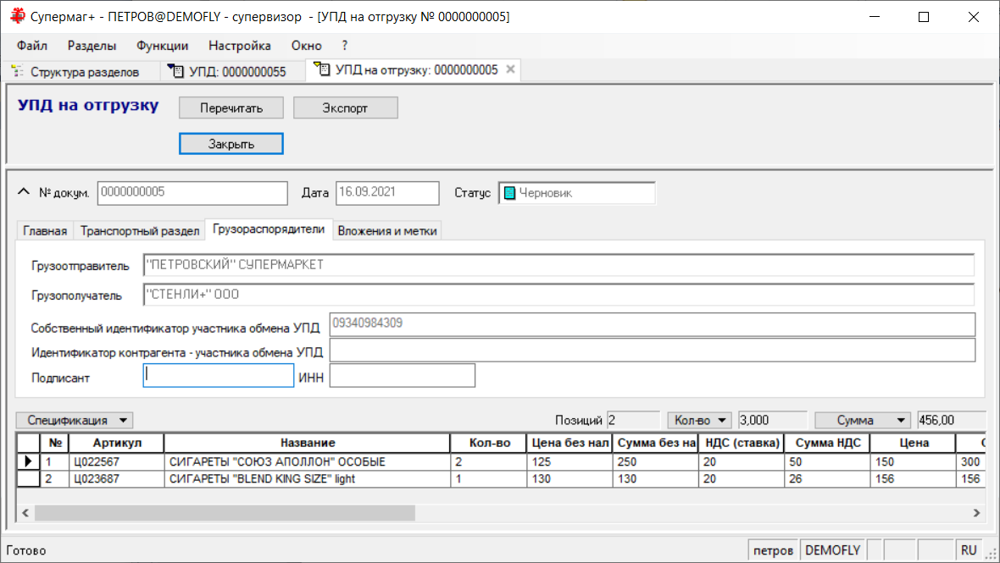 Супермаг+ - ПЕТРОВ@DEMOFLY - супервизор - [УПД на отгрузку № 0000000005]
Файл Разделы Функции Настройка Окно ?
Структура разделов УПД: 0000000055 УПД на отгрузку: 0000000005
УПД на отгрузку Перечитать Экспорт
Закрыть
№ докум. 0000000005 Дата 16.09.2021 Статус Черновик
Главная Транспортный раздел Грузораспорядители Вложения и метки
Грузоотправитель "ПЕТРОВСКИЙ" СУПЕРМАРКЕТ
Грузополучатель "СТЕНЛИ+" ООО
Собственный идентификатор участника обмена УПД 09340984309
Идентификатор контрагента - участника обмена УПД
Подписант ИНН
Спецификация Позиций 2 Кол-во 3,000 Сумма 456,00
№ Артикул Название Кол-во Цена без нал Сумма без на НДС (ставка) Сумма НДС Цена С
1 Ц022567 СИГАРЕТЫ "СОЮЗ АПОЛЛОН" ОСОБЫЕ 2 125 250 20 50 150 300
2 Ц023687 СИГАРЕТЫ "BLEND KING SIZE" light 1 130 130 20 26 156 156
Готово петров DEMOFLY RU